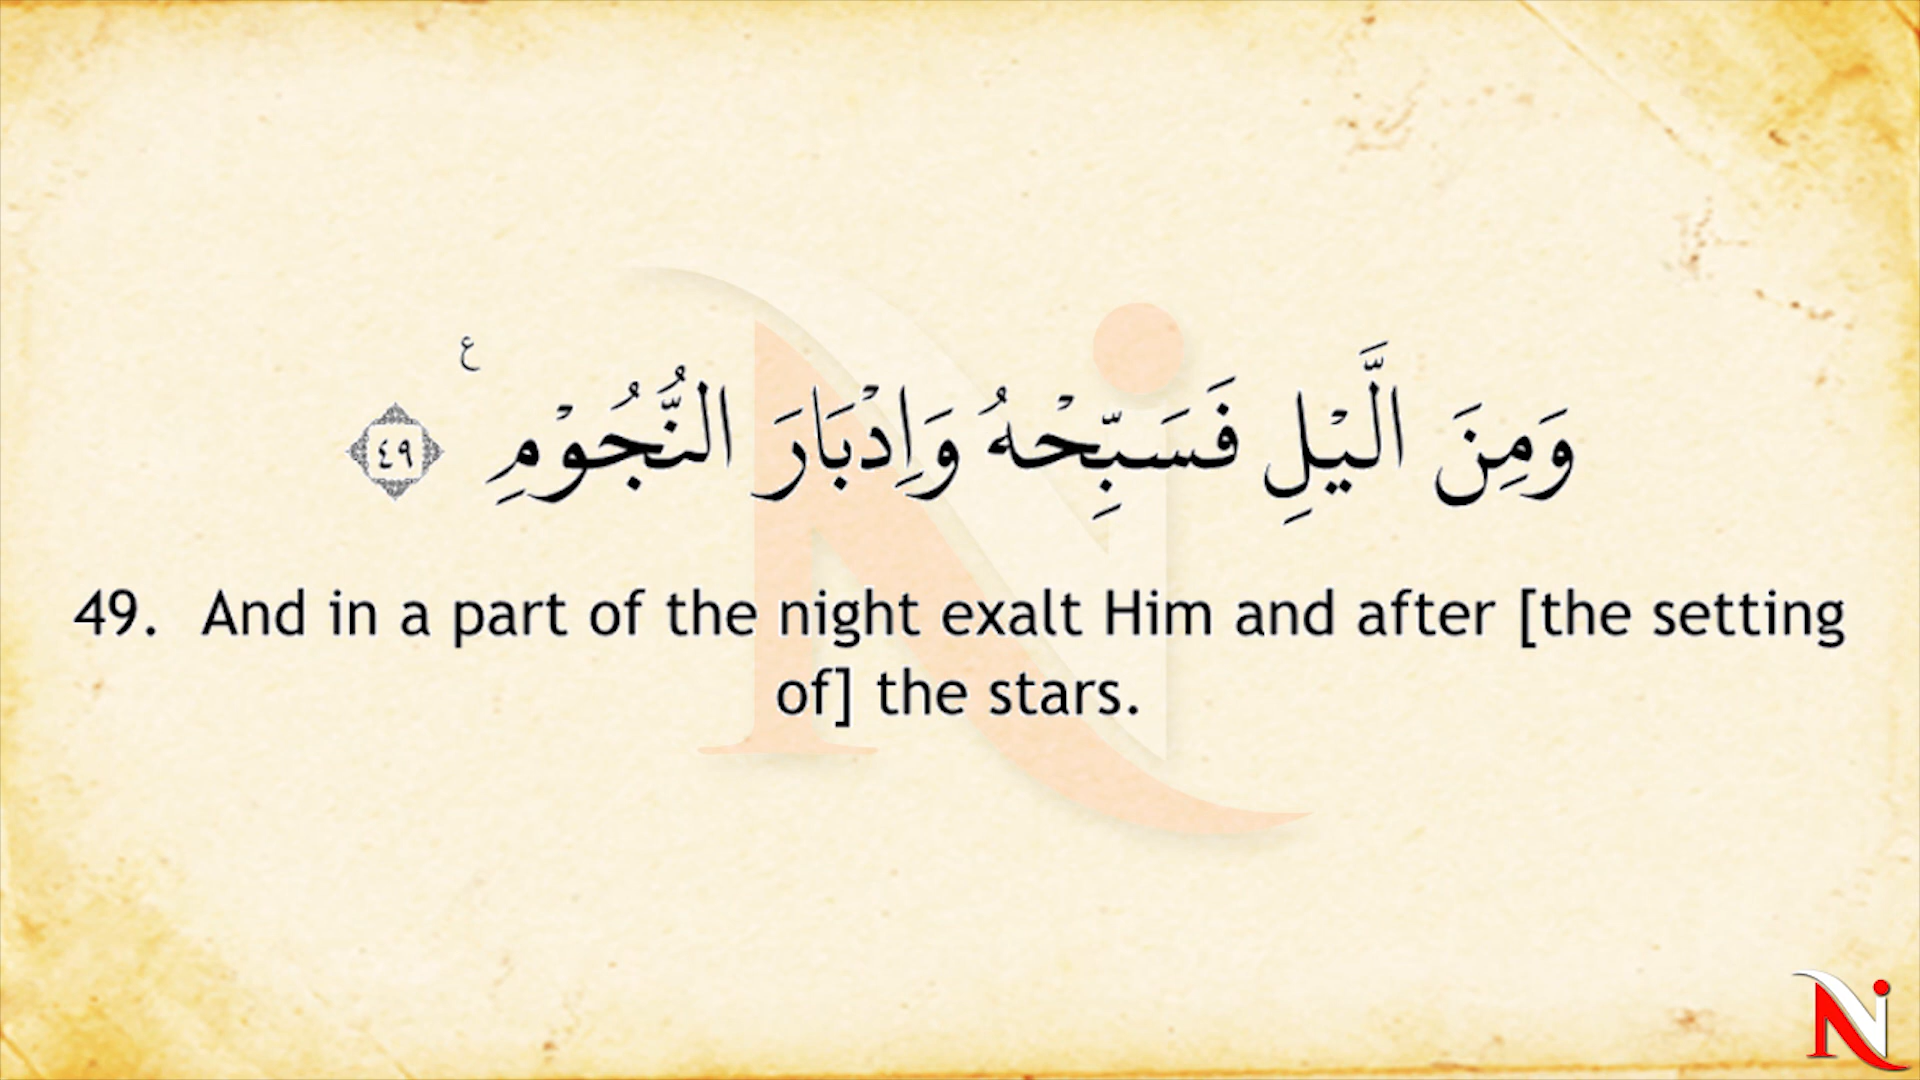 وَمِنَ الَّيْلِ فَسَبِّحْهُ وَاِدْبَارَ النُّجُوْمِ ۠ ع ٤٩
49. And in a part of the night exalt Him and after [the setting
of] the stars.
Ni